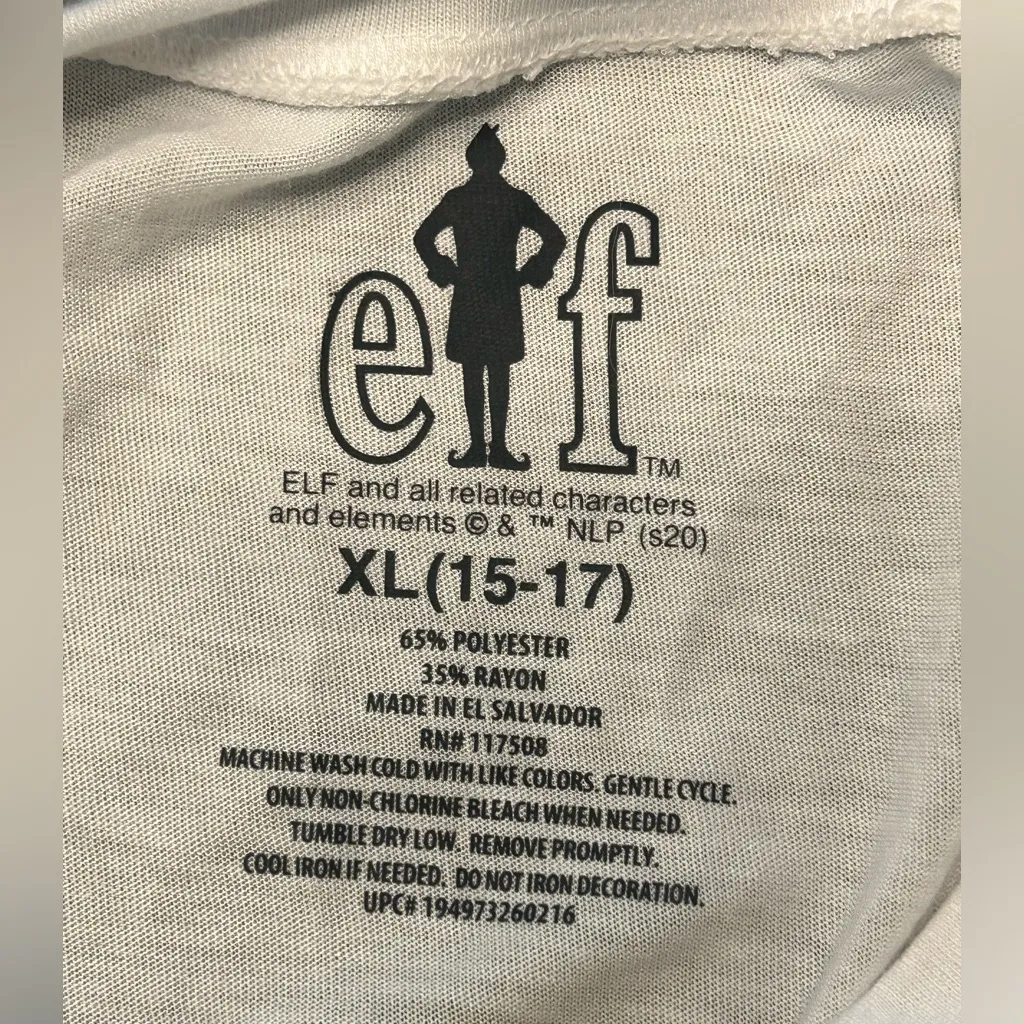 elf™
ELF and all related characters
and elements © & ™ NLP (s20)
XL(15-17)
65% POLYESTER
35% RAYON
MADE IN EL SALVADOR
RN# 117508
MACHINE WASH COLD WITH LIKE COLORS. GENTLE CYCLE.
ONLY NON-CHLORINE BLEACH WHEN NEEDED.
TUMBLE DRY LOW. REMOVE PROMPTLY.
COOL IRON IF NEEDED. DO NOT IRON DECORATION.
UPC# 194973260216